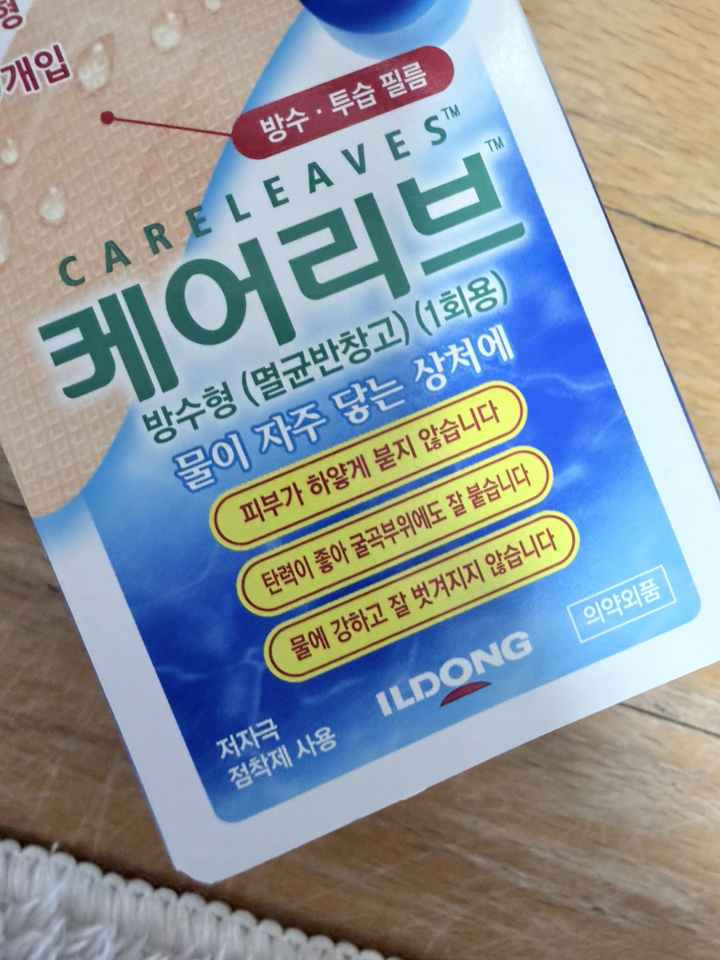 형
개입
방수 · 투습 필름
CARELEAVES™
케어리브™
방수형 (멸균반창고) (1회용)
물이 자주 닿는 상처에
피부가 하얗게 붇지 않습니다
탄력이 좋아 굴곡부위에도 잘 붙습니다
물에 강하고 잘 벗겨지지 않습니다
의약외품
ILDONG
저자극
점착제 사용